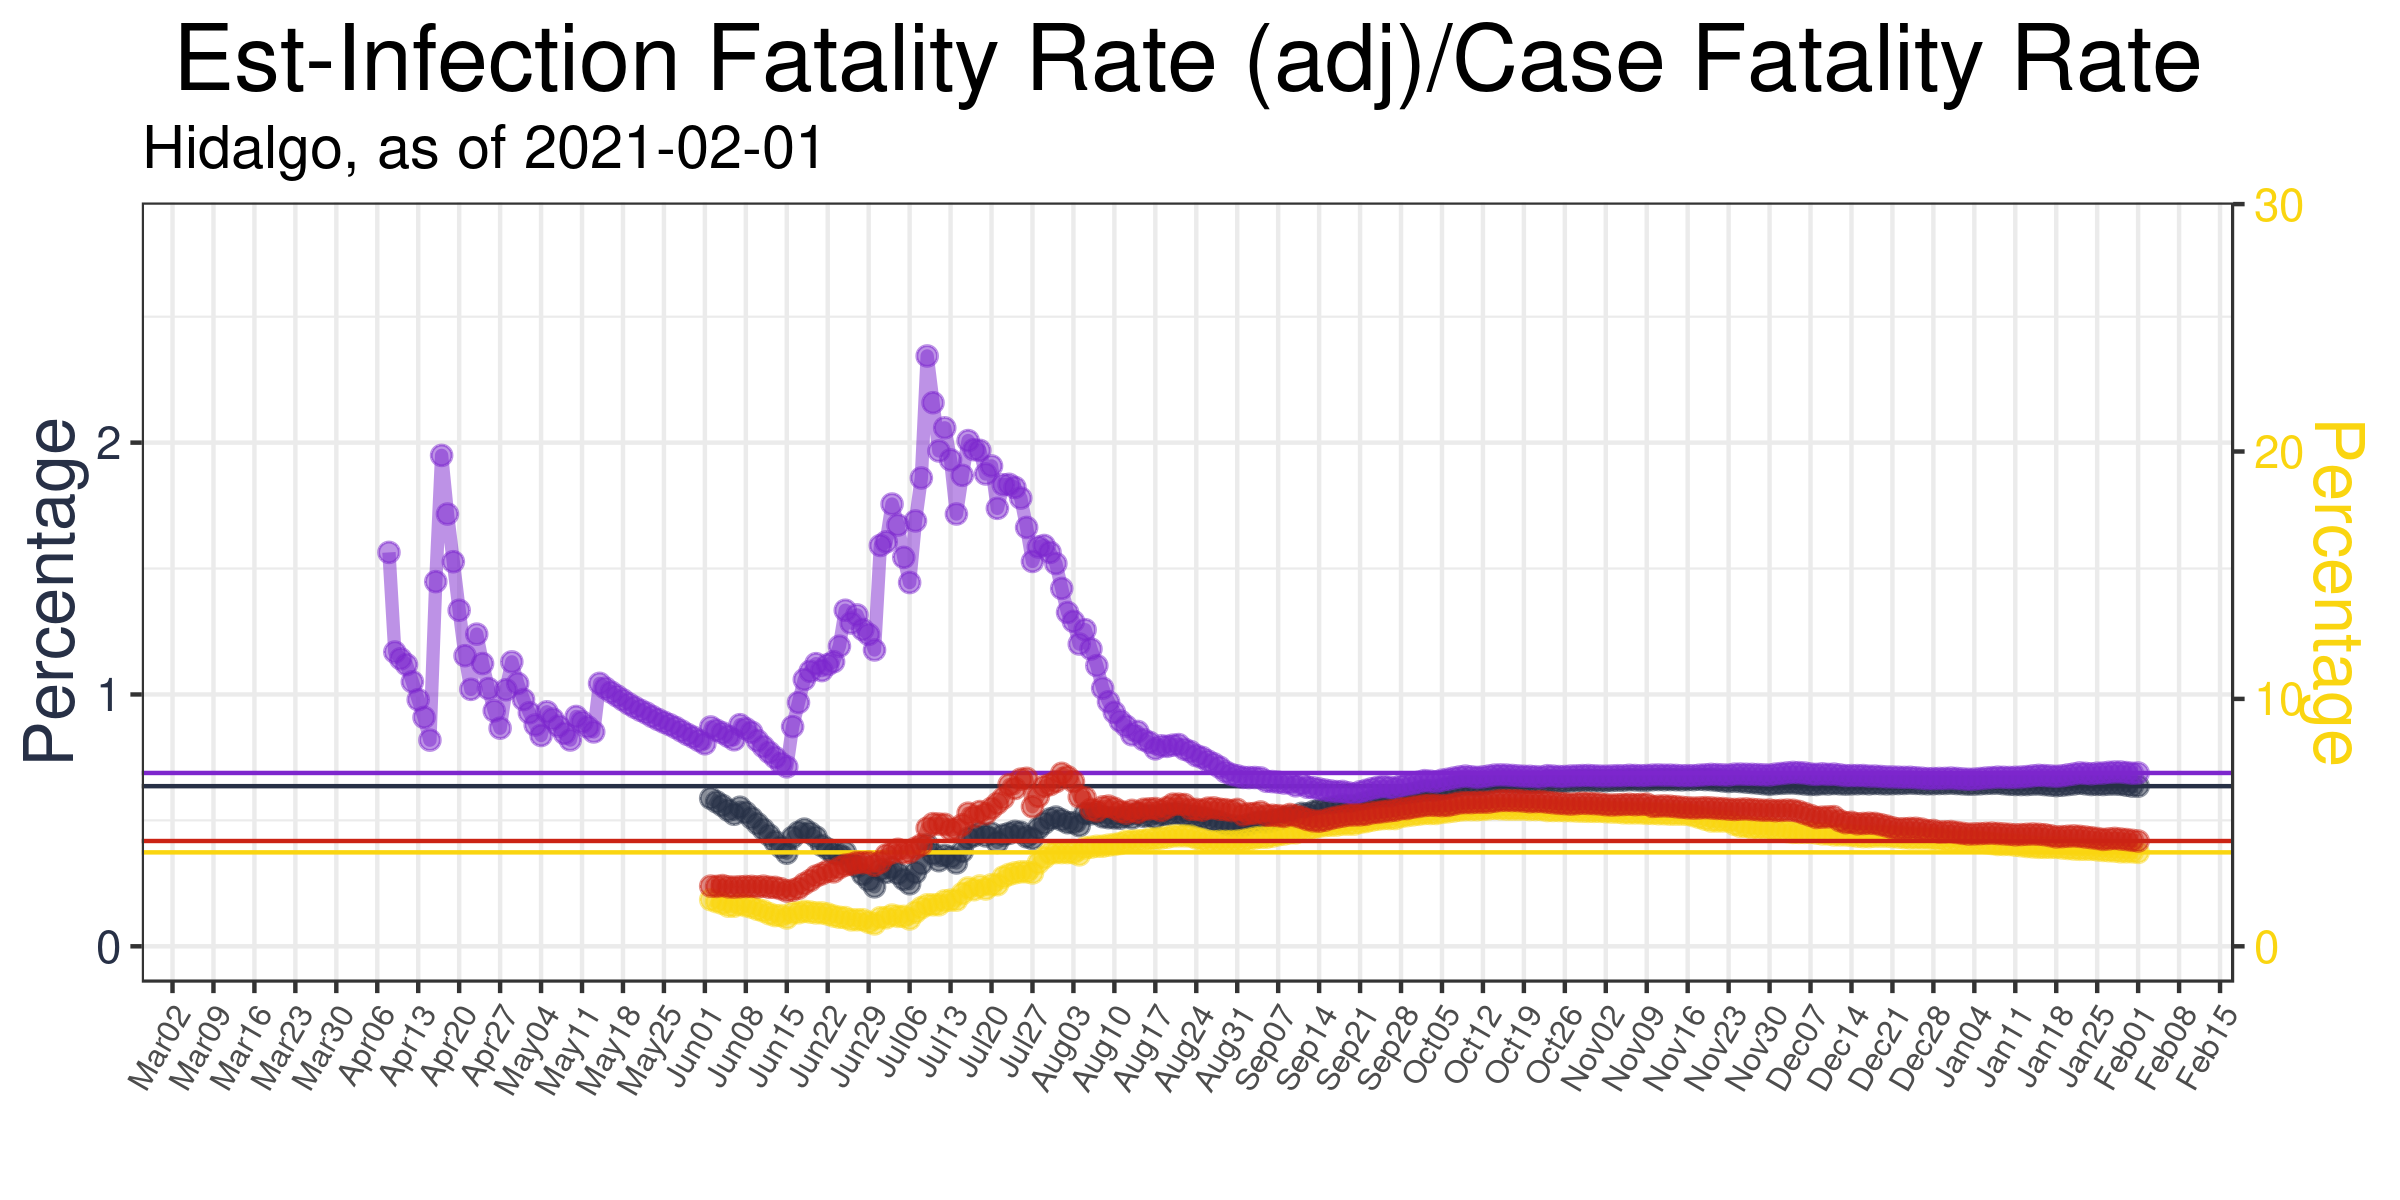 Est-Infection Fatality Rate (adj)/Case Fatality Rate
Hidalgo, as of 2021-02-01
Percentage
2
1
0
30
20
10
0
Percentage
Mar02
Mar09
Mar16
Mar23
Mar30
Apr06
Apr13
Apr20
Apr27
May04
May11
May18
May25
Jun01
Jun08
Jun15
Jun22
Jun29
Jul06
Jul13
Jul20
Jul27
Aug03
Aug10
Aug17
Aug24
Aug31
Sep07
Sep14
Sep21
Sep28
Oct05
Oct12
Oct19
Oct26
Nov02
Nov09
Nov16
Nov23
Nov30
Dec07
Dec14
Dec21
Dec28
Jan04
Jan11
Jan18
Jan25
Feb01
Feb08
Feb15